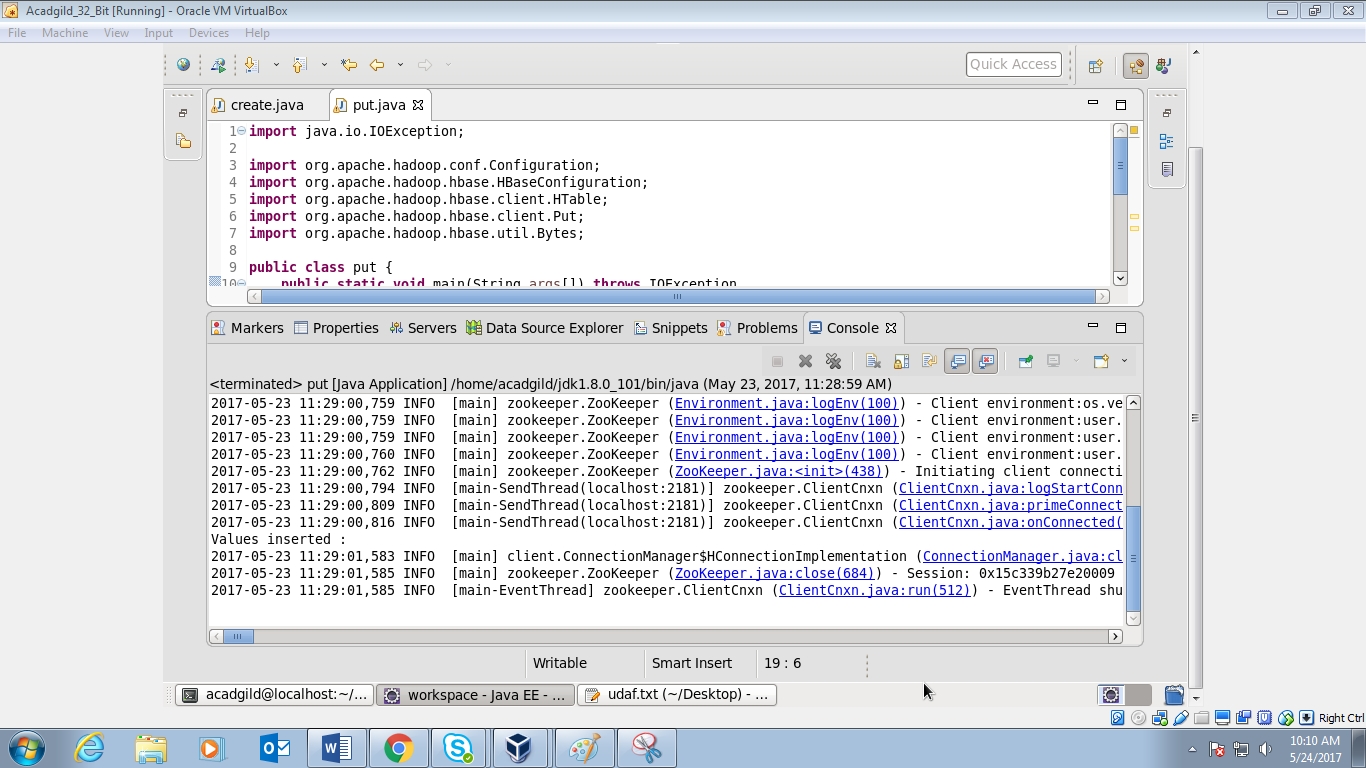 Acadgild_32_Bit [Running] - Oracle VM VirtualBox
File Machine View Input Devices Help
Quick Access
create.java put.java
1 import java.io.IOException;
2
3 import org.apache.hadoop.conf.Configuration;
4 import org.apache.hadoop.hbase.HBaseConfiguration;
5 import org.apache.hadoop.hbase.client.HTable;
6 import org.apache.hadoop.hbase.client.Put;
7 import org.apache.hadoop.hbase.util.Bytes;
8
9 public class put {
10 public static void main(String args[]) throws IOException
Markers Properties Servers Data Source Explorer Snippets Problems Console
<terminated> put [Java Application] /home/acadgild/jdk1.8.0_101/bin/java (May 23, 2017, 11:28:59 AM)
2017-05-23 11:29:00,759 INFO [main] zookeeper.ZooKeeper (Environment.java:logEnv(100)) - Client environment:os.ve
2017-05-23 11:29:00,759 INFO [main] zookeeper.ZooKeeper (Environment.java:logEnv(100)) - Client environment:user.
2017-05-23 11:29:00,759 INFO [main] zookeeper.ZooKeeper (Environment.java:logEnv(100)) - Client environment:user.
2017-05-23 11:29:00,760 INFO [main] zookeeper.ZooKeeper (Environment.java:logEnv(100)) - Client environment:user.
2017-05-23 11:29:00,762 INFO [main] zookeeper.ZooKeeper (ZooKeeper.java:<init>(438)) - Initiating client connecti
2017-05-23 11:29:00,794 INFO [main-SendThread(localhost:2181)] zookeeper.ClientCnxn (ClientCnxn.java:logStartConn
2017-05-23 11:29:00,809 INFO [main-SendThread(localhost:2181)] zookeeper.ClientCnxn (ClientCnxn.java:primeConnect
2017-05-23 11:29:00,816 INFO [main-SendThread(localhost:2181)] zookeeper.ClientCnxn (ClientCnxn.java:onConnected(
Values inserted :
2017-05-23 11:29:01,583 INFO [main] client.ConnectionManager$HConnectionImplementation (ConnectionManager.java:cl
2017-05-23 11:29:01,585 INFO [main] zookeeper.ZooKeeper (ZooKeeper.java:close(684)) - Session: 0x15c339b27e20009
2017-05-23 11:29:01,585 INFO [main-EventThread] zookeeper.ClientCnxn (ClientCnxn.java:run(512)) - EventThread shu
Writable Smart Insert 19 : 6
acadgild@localhost:~/... workspace - Java EE - ... udaf.txt (~/Desktop) - ...
Right Ctrl
10:10 AM
5/24/2017